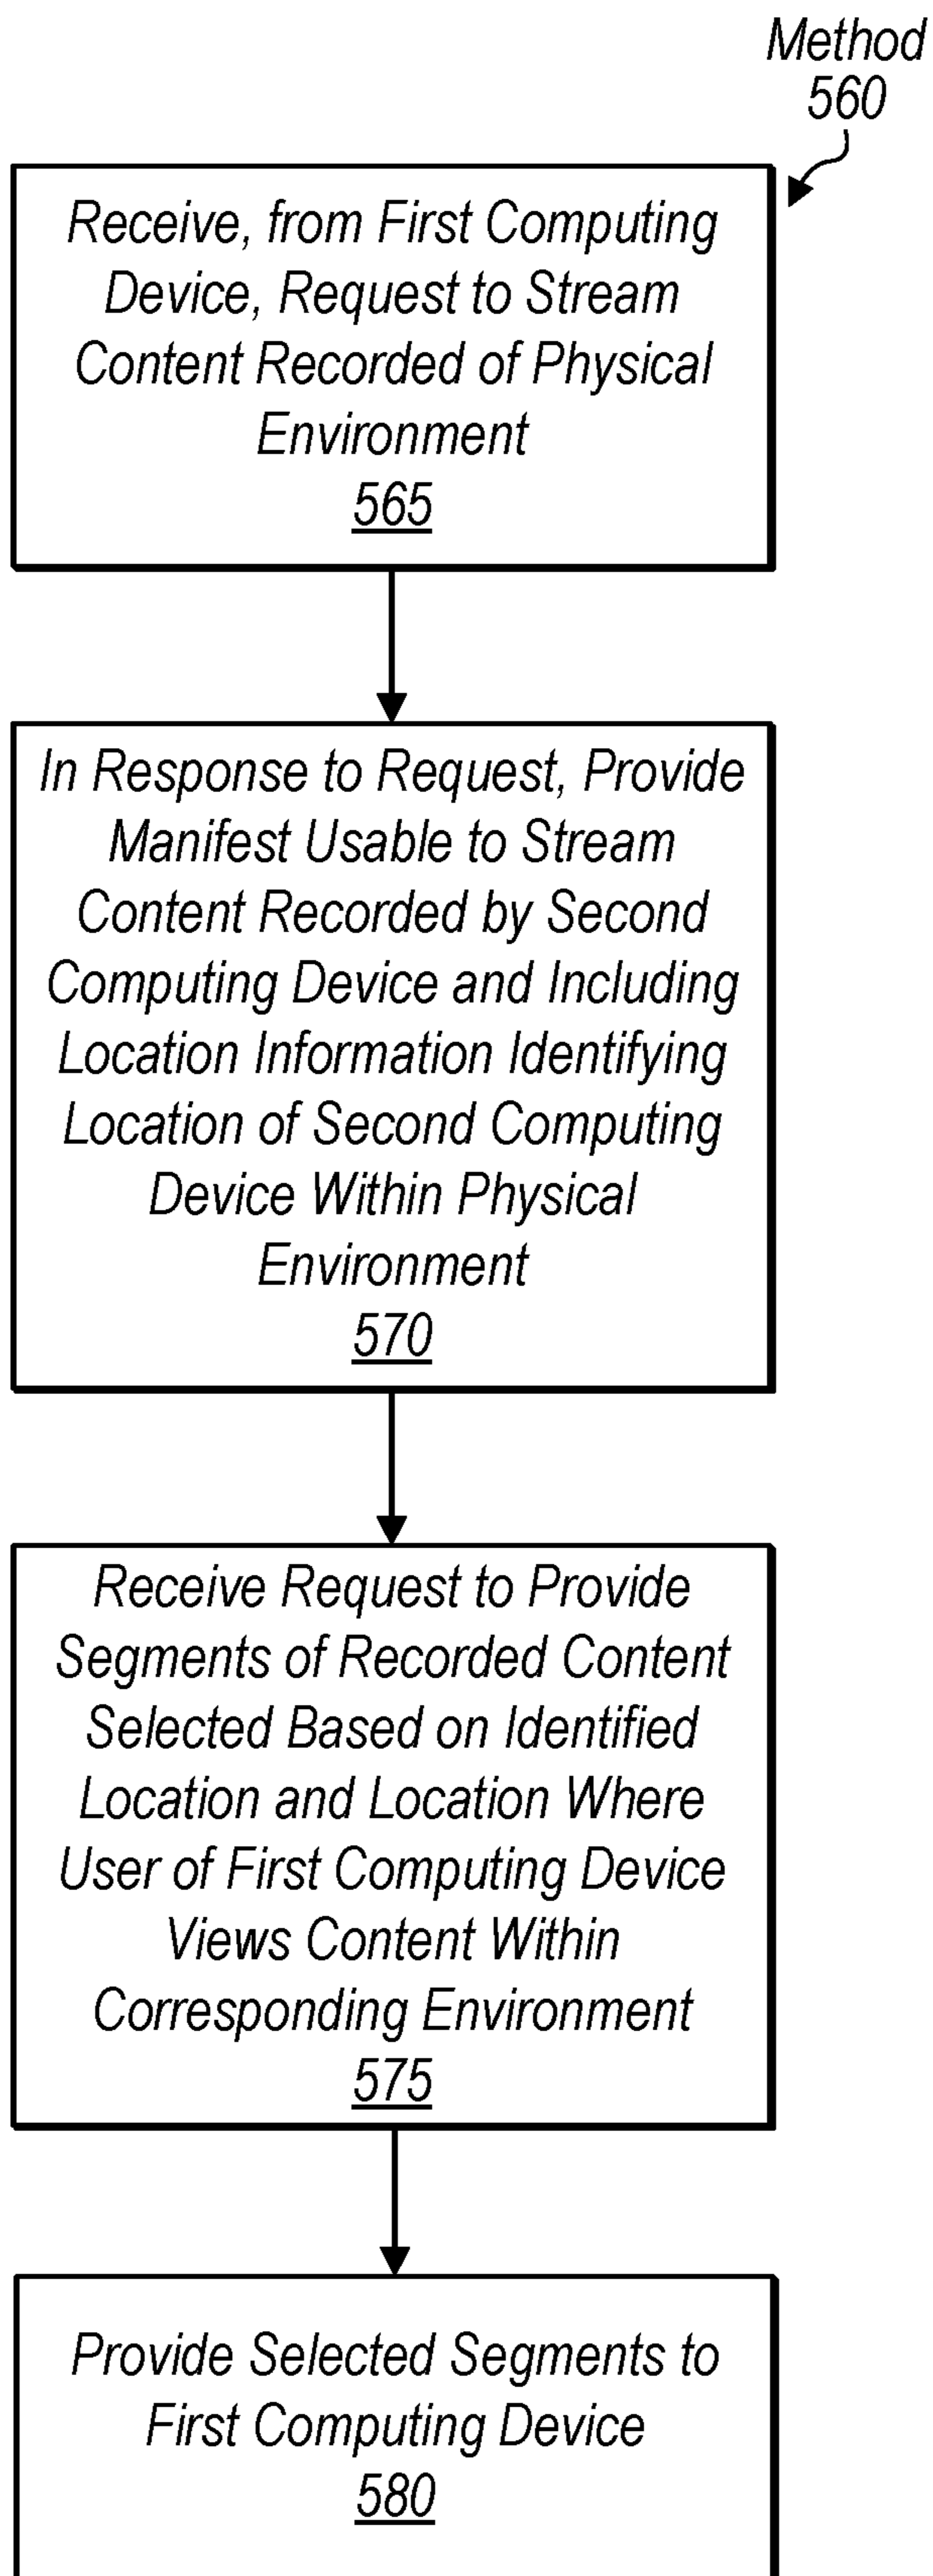 Method
560
Receive, from First Computing
Device, Request to Stream
Content Recorded of Physical
Environment
565
In Response to Request, Provide
Manifest Usable to Stream
Content Recorded by Second
Computing Device and Including
Location Information Identifying
Location of Second Computing
Device Within Physical
Environment
570
Receive Request to Provide
Segments of Recorded Content
Selected Based on Identified
Location and Location Where
User of First Computing Device
Views Content Within
Corresponding Environment
575
Provide Selected Segments to
First Computing Device
580